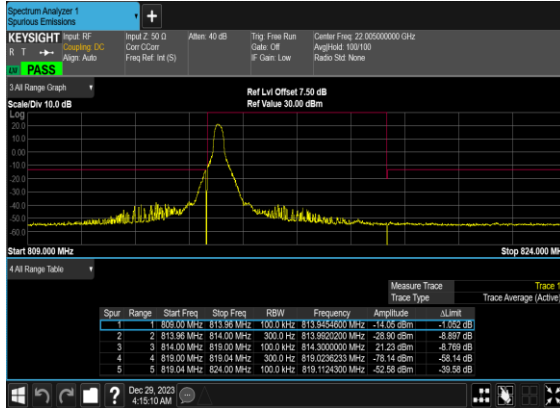 Spectrum Analyzer 1
Spurious Emissions
+
KEYSIGHT Input: RF Input Z: 50 Ω Atten: 40 dB Trig: Free Run Center Freq: 22.005000000 GHz
R T Coupling: DC Corr CCorr Gate: Off Avg|Hold: 100/100
Align: Auto Freq Ref: Int (S) IF Gain: Low Radio Std: None
PASS
3 All Range Graph
Ref Lvl Offset 7.50 dB
Scale/Div 10.0 dB Ref Value 30.00 dBm
Log
20.0
10.0
0.00
-10.0
-20.0
-30.0
-40.0
-50.0
-60.0
Start 809.000 MHz Stop 824.000 MH
4 All Range Table
Measure Trace Trace 1
Trace Type Trace Average (Active)
Spur Range Start Freq Stop Freq RBW Frequency Amplitude ΔLimit
1 1 809.00 MHz 813.96 MHz 100.0 kHz 813.9454600 MHz -14.05 dBm -1.052 dB
2 2 813.96 MHz 814.00 MHz 300.0 Hz 813.9920200 MHz -28.90 dBm -8.897 dB
3 3 814.00 MHz 819.00 MHz 100.0 kHz 814.3000000 MHz 21.23 dBm -8.769 dB
4 4 819.00 MHz 819.04 MHz 300.0 Hz 819.0236233 MHz -78.14 dBm -58.14 dB
5 5 819.04 MHz 824.00 MHz 100.0 kHz 819.1124300 MHz -52.58 dBm -39.58 dB
Dec 29, 2023
4:15:10 AM